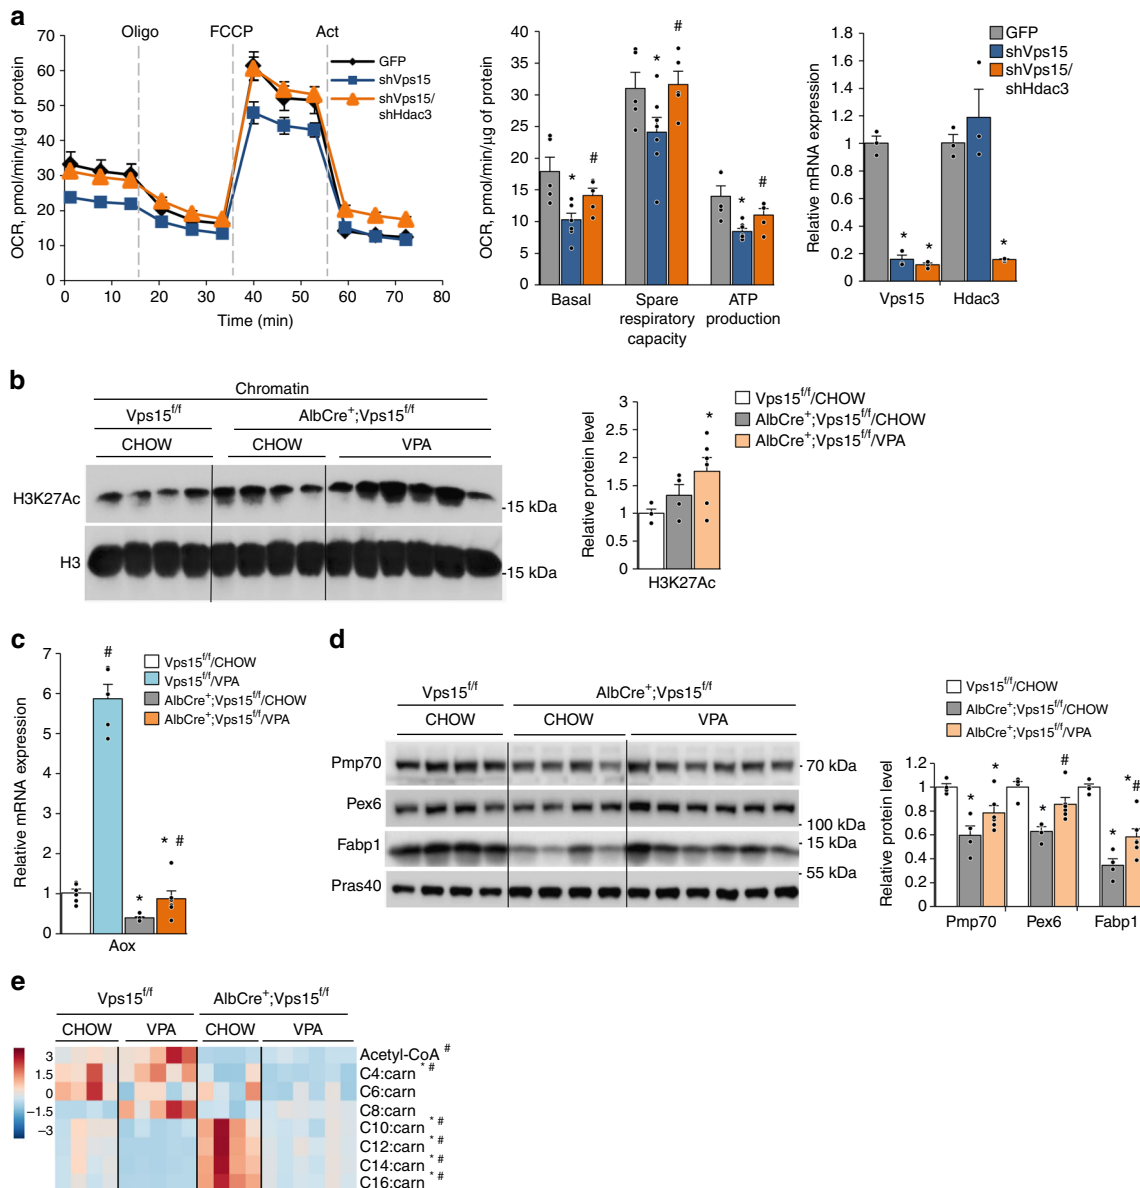 a
Oligo FCCP Act
OCR, pmol/min/µg of protein
70
60
50
40
30
20
10
0
0 10 20 30 40 50 60 70 80
Time (min)
GFP
shVps15
shVps15/
shHdac3
OCR, pmol/min/µg of protein
40
35
30
25
20
15
10
5
0
* #
* #
* #
Basal Spare respiratory capacity ATP production
GFP
shVps15
shVps15/
shHdac3
Relative mRNA expression
1.8
1.6
1.4
1.2
1.0
0.8
0.6
0.4
0.2
0
* * *
Vps15 Hdac3
b
Chromatin
Vps15f/f AlbCre+;Vps15f/f
CHOW CHOW VPA
H3K27Ac
-15 kDa
H3
-15 kDa
Vps15f/f/CHOW
AlbCre+;Vps15f/f/CHOW
AlbCre+;Vps15f/f/VPA
Relative protein level
3
2.5
2
1.5
1
0.5
0
*
H3K27Ac
c
Relative mRNA expression
7
6
5
4
3
2
1
0
#
*
* #
Aox
Vps15f/f/CHOW
Vps15f/f/VPA
AlbCre+;Vps15f/f/CHOW
AlbCre+;Vps15f/f/VPA
d
Vps15f/f AlbCre+;Vps15f/f
CHOW CHOW VPA
Pmp70
- 70 kDa
Pex6
- 100 kDa
Fabp1
- 15 kDa
- 55 kDa
Pras40
Vps15f/f/CHOW
AlbCre+;Vps15f/f/CHOW
AlbCre+;Vps15f/f/VPA
Relative protein level
1.2
1
0.8
0.6
0.4
0.2
0
* *
* #
* *#
Pmp70 Pex6 Fabp1
e
Vps15f/f AlbCre+;Vps15f/f
CHOW VPA CHOW VPA
3
1.5
0
−1.5
−3
Acetyl-CoA #
C4:carn * #
C6:carn
C8:carn
C10:carn * #
C12:carn * #
C14:carn * #
C16:carn * #